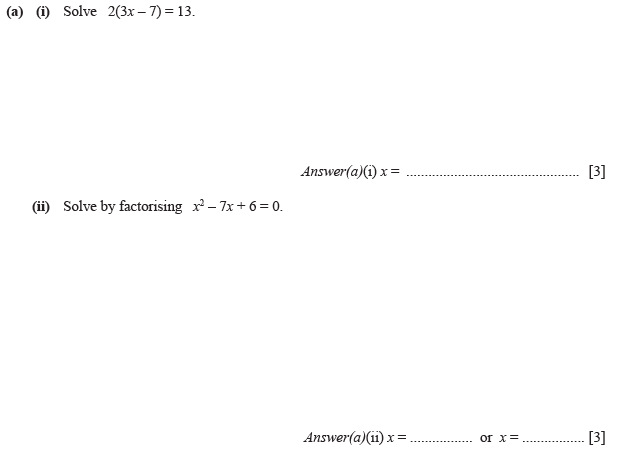 (a) (i) Solve 2(3x – 7) = 13.
Answer(a)(i) x = ............................................... [3]
(ii) Solve by factorising x² – 7x + 6 = 0.
Answer(a)(ii) x = ................. or x = ................. [3]